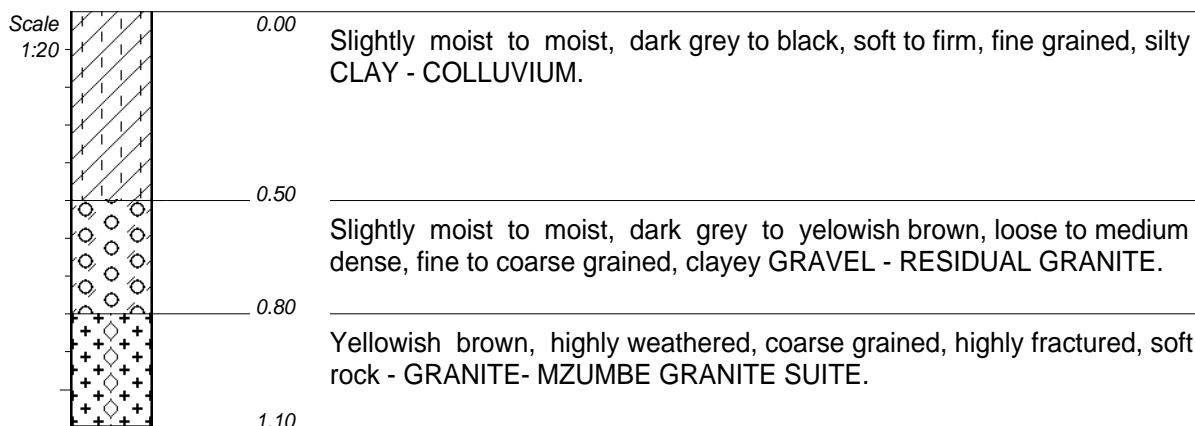 Scale
1:20
0.00
Slightly moist to moist, dark grey to black, soft to firm, fine grained, silty
CLAY - COLLUVIUM.
0.50
Slightly moist to moist, dark grey to yelowish brown, loose to medium
dense, fine to coarse grained, clayey GRAVEL - RESIDUAL GRANITE.
0.80
Yellowish brown, highly weathered, coarse grained, highly fractured, soft
rock - GRANITE- MZUMBE GRANITE SUITE.
1.10